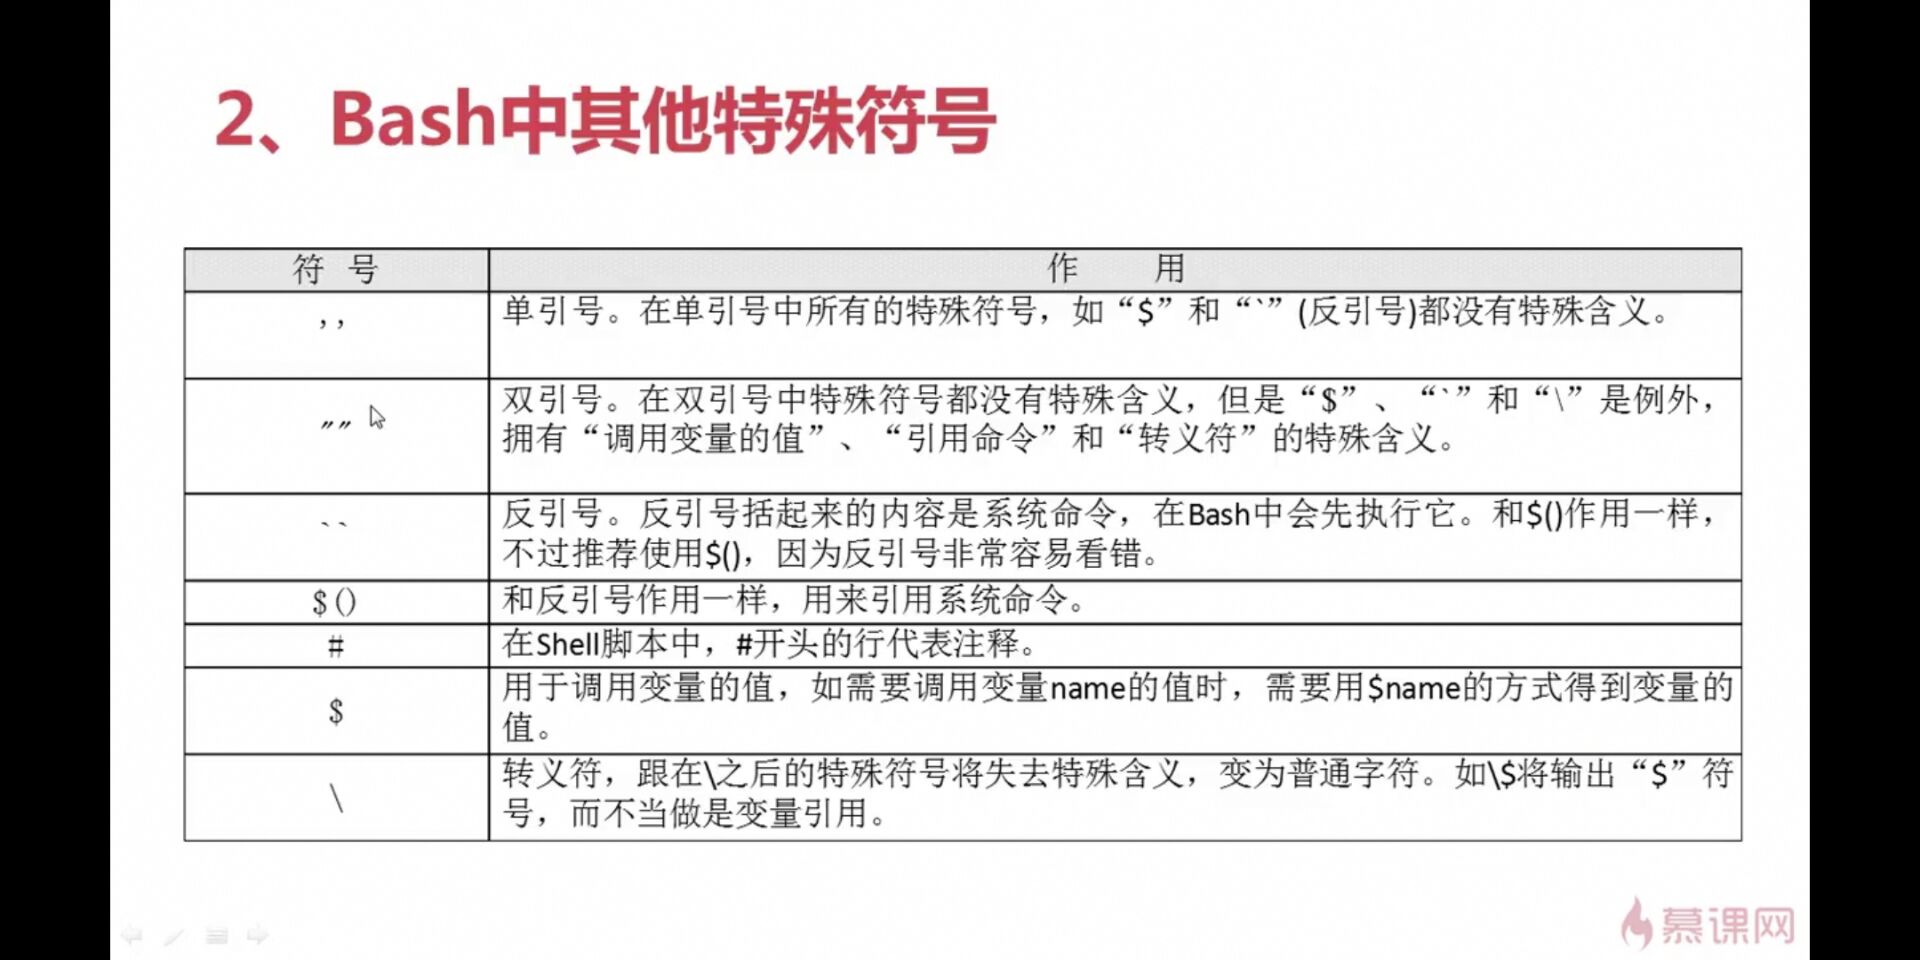 2、Bash中其他特殊符号
符 号 作 用
’’ 单引号。在单引号中所有的特殊符号，如“$”和“`”(反引号)都没有特殊含义。
"" 双引号。在双引号中特殊符号都没有特殊含义，但是“$”、“`”和“\”是例外，
拥有“调用变量的值”、“引用命令”和“转义符”的特殊含义。
`` 反引号。反引号括起来的内容是系统命令，在Bash中会先执行它。和$()作用一样，
不过推荐使用$()，因为反引号非常容易看错。
$() 和反引号作用一样，用来引用系统命令。
# 在Shell脚本中，#开头的行代表注释。
$ 用于调用变量的值，如需要调用变量name的值时，需要用$name的方式得到变量的
值。
\ 转义符，跟在\之后的特殊符号将失去特殊含义，变为普通字符。如\$将输出“$”符
号，而不当做是变量引用。
慕课网